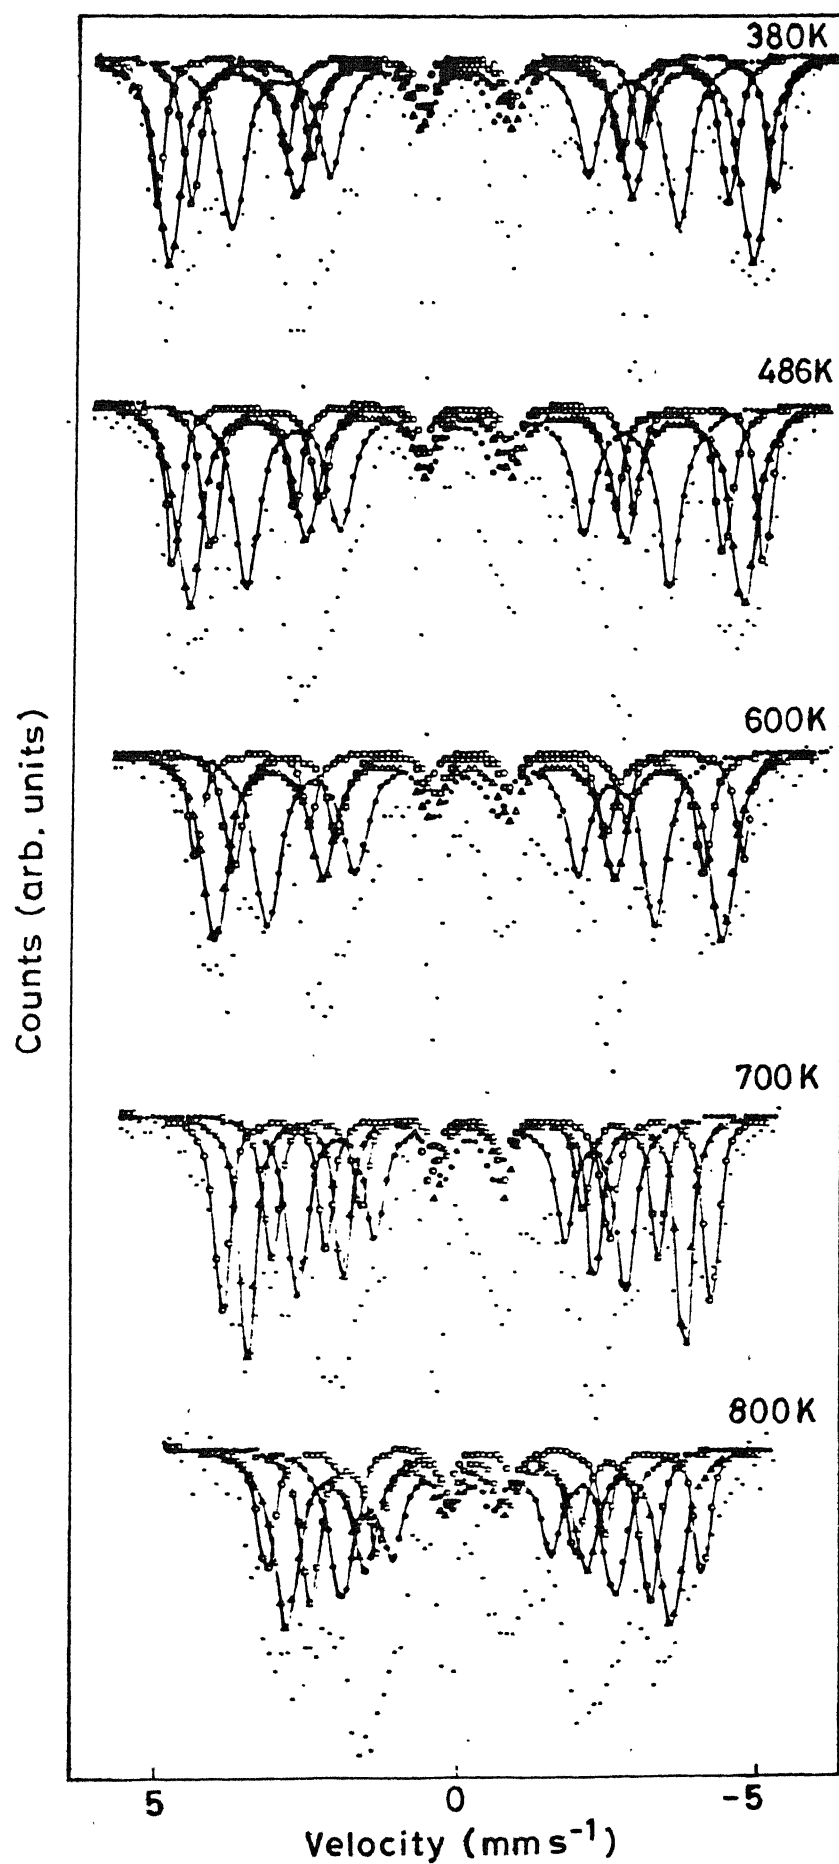 380K
486K
600K
700K
800K
Counts (arb. units)
5 0 -5
Velocity (mm s⁻¹)